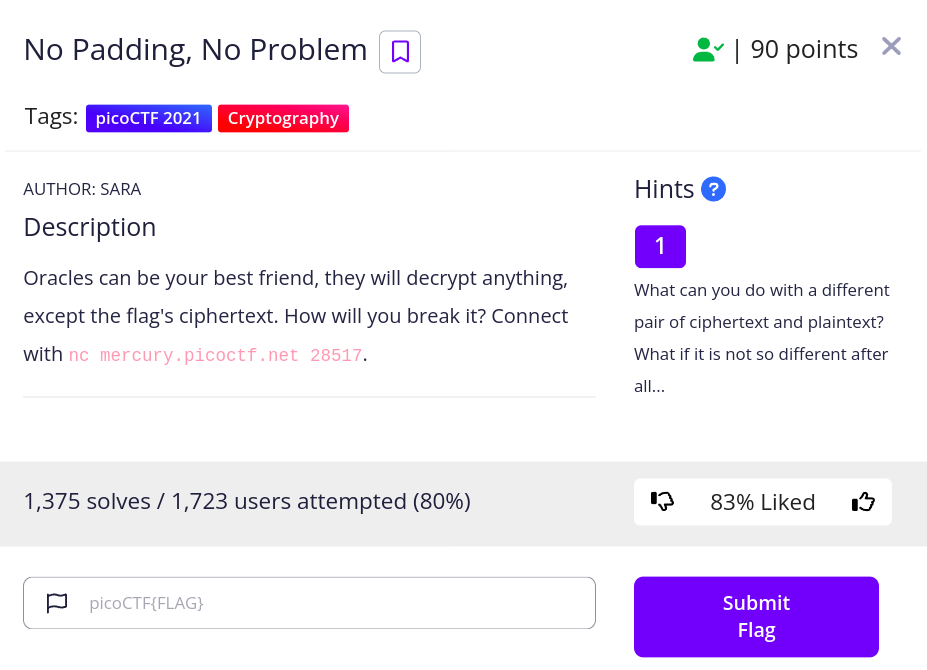 No Padding, No Problem
| 90 points
Tags: picoCTF 2021 Cryptography
AUTHOR: SARA
Description
Oracles can be your best friend, they will decrypt anything,
except the flag's ciphertext. How will you break it? Connect
with nc mercury.picoctf.net 28517.
Hints ?
1
What can you do with a different
pair of ciphertext and plaintext?
What if it is not so different after
all...
1,375 solves / 1,723 users attempted (80%)
83% Liked
picoCTF{FLAG}
Submit
Flag